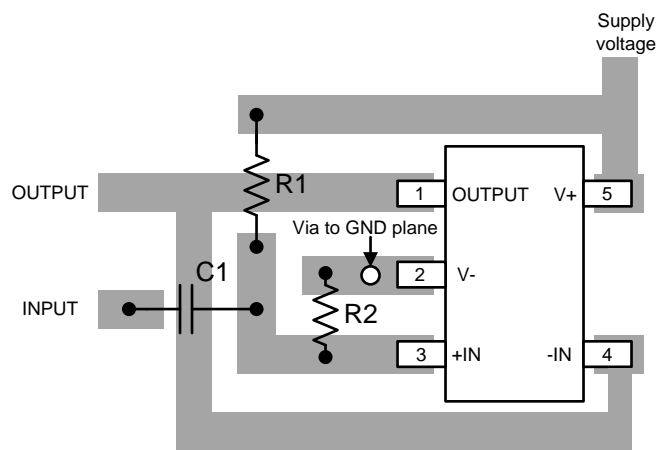 Supply
voltage
OUTPUT
R1
1
OUTPUT
V+
5
Via to GND plane
C1
2
V-
INPUT
R2
3
+IN
-IN
4